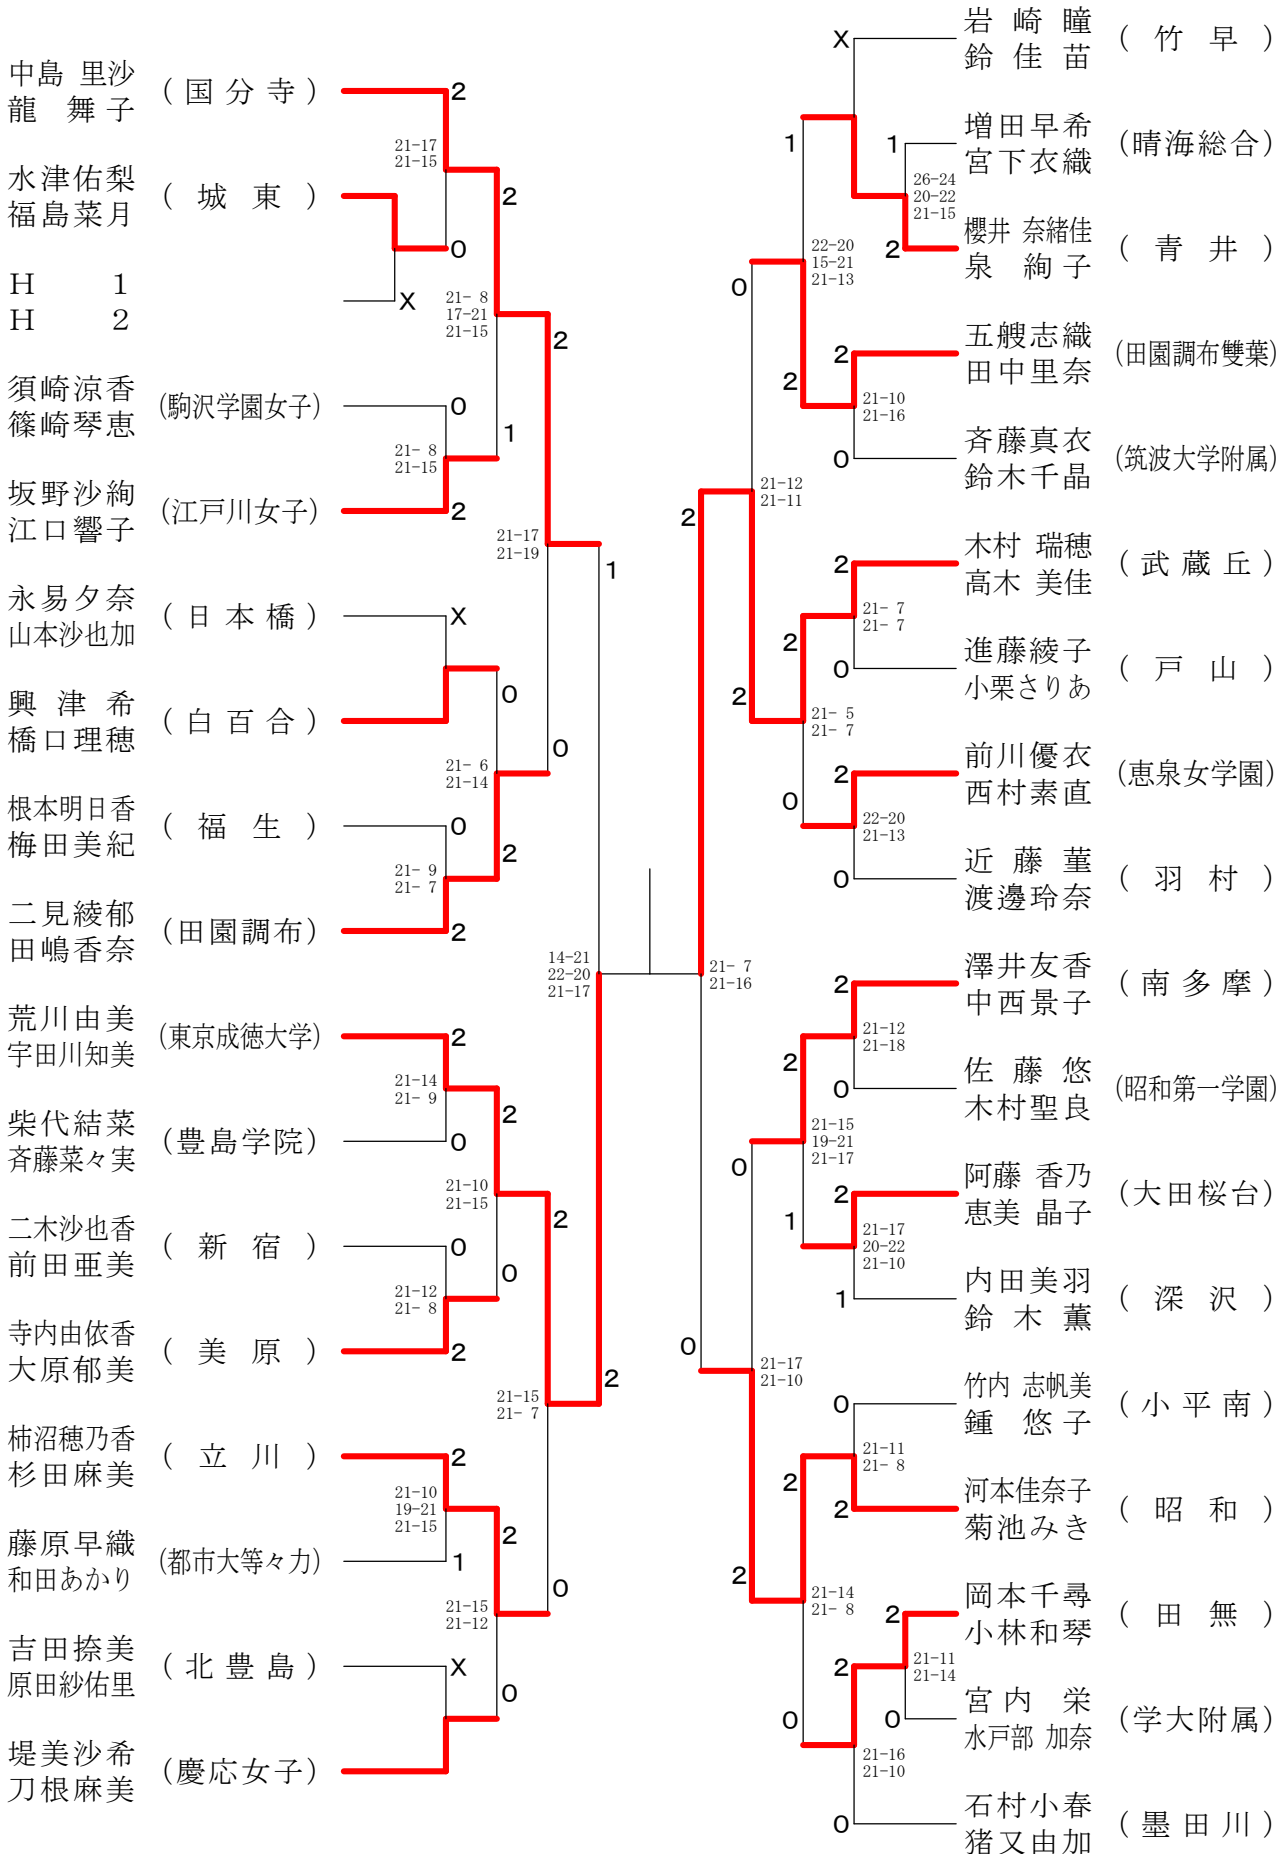 中島 里沙
龍 舞子
(国分寺)
2
21-17
21-15
水津佑梨
福島菜月
(城東)
2
0
H 1
H 2
X
21- 8
17-21
21-15
2
須崎涼香
篠崎琴恵
(駒沢学園女子)
0
1
21- 8
21-15
坂野沙絢
江口響子
(江戸川女子)
2
21-17
21-19
1
永易夕奈
山本沙也加
(日本橋)
X
0
興津希
橋口理穂
(白百合)
0
21- 6
21-14
根本明日香
梅田美紀
(福生)
0
2
21- 9
21- 7
二見綾郁
田嶋香奈
(田園調布)
2
14-21
22-20
21-17
荒川由美
宇田川知美
(東京成徳大学)
2
21-14
21- 9
2
柴代結菜
斉藤菜々実
(豊島学院)
0
21-10
21-15
2
二木沙也香
前田亜美
(新宿)
0
0
21-12
21- 8
寺内由依香
大原郁美
(美原)
2
2
21-15
21- 7
柿沼穂乃香
杉田麻美
(立川)
2
21-10
19-21
21-15
2
藤原早織
和田あかり
(都市大等々力)
1
0
21-15
21-12
吉田捺美
原田紗佑里
(北豊島)
X
0
堤美沙希
刀根麻美
(慶応女子)
X
岩崎瞳
鈴佳苗
(竹早)
1
1
増田早希
宮下衣織
(晴海総合)
26-24
20-22
21-15
2
櫻井 奈緒佳
泉絢子
(青井)
22-20
15-21
21-13
0
2
五艘志織
田中里奈
(田園調布雙葉)
2
21-10
21-16
0
斉藤真衣
鈴木千晶
(筑波大学附属)
21-12
21-11
2
2
木村 瑞穂
高木 美佳
(武蔵丘)
21- 7
21- 7
2
0
進藤綾子
小栗さりあ
(戸山)
2
21- 5
21- 7
2
前川優衣
西村素直
(恵泉女学園)
0
22-20
21-13
0
近藤菫
渡邊玲奈
(羽村)
21- 7
21-16
2
澤井友香
中西景子
(南多摩)
21-12
21-18
2
0
佐藤悠
木村聖良
(昭和第一学園)
21-15
19-21
21-17
0
2
阿藤 香乃
恵美 晶子
(大田桜台)
1
21-17
20-22
21-10
1
内田美羽
鈴木薫
(深沢)
0
21-17
21-10
0
竹内 志帆美
鍾悠子
(小平南)
21-11
21- 8
2
2
河本佳奈子
菊池みき
(昭和)
2
21-14
21- 8
2
岡本千尋
小林和琴
(田無)
21-11
21-14
2
0
宮内栄
水戸部 加奈
(学大附属)
0
21-16
21-10
0
石村小春
猪又由加
(墨田川)